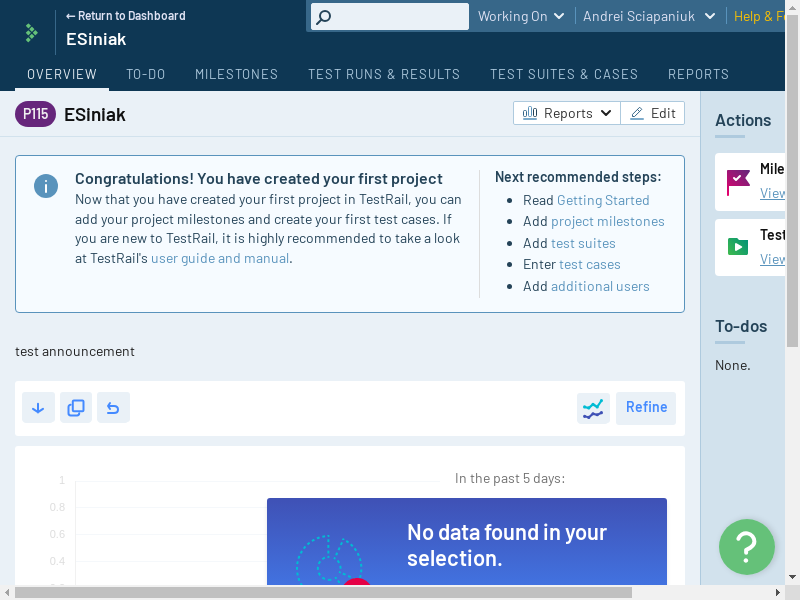 ← Return to Dashboard
ESiniak
Working On
Andrei Sciapaniuk
Help & Fe
OVERVIEW TO-DO MILESTONES TEST RUNS & RESULTS TEST SUITES & CASES REPORTS
P115 ESiniak
Reports Edit
Congratulations! You have created your first project
Now that you have created your first project in TestRail, you can
add your project milestones and create your first test cases. If
you are new to TestRail, it is highly recommended to take a look
at TestRail's user guide and manual.
Next recommended steps:
Read Getting Started
Add project milestones
Add test suites
Enter test cases
Add additional users
test announcement
Refine
1
0.8
0.6
0.4
In the past 5 days:
No data found in your
selection.
Actions
Mile
View
Test
View
To-dos
None.
?